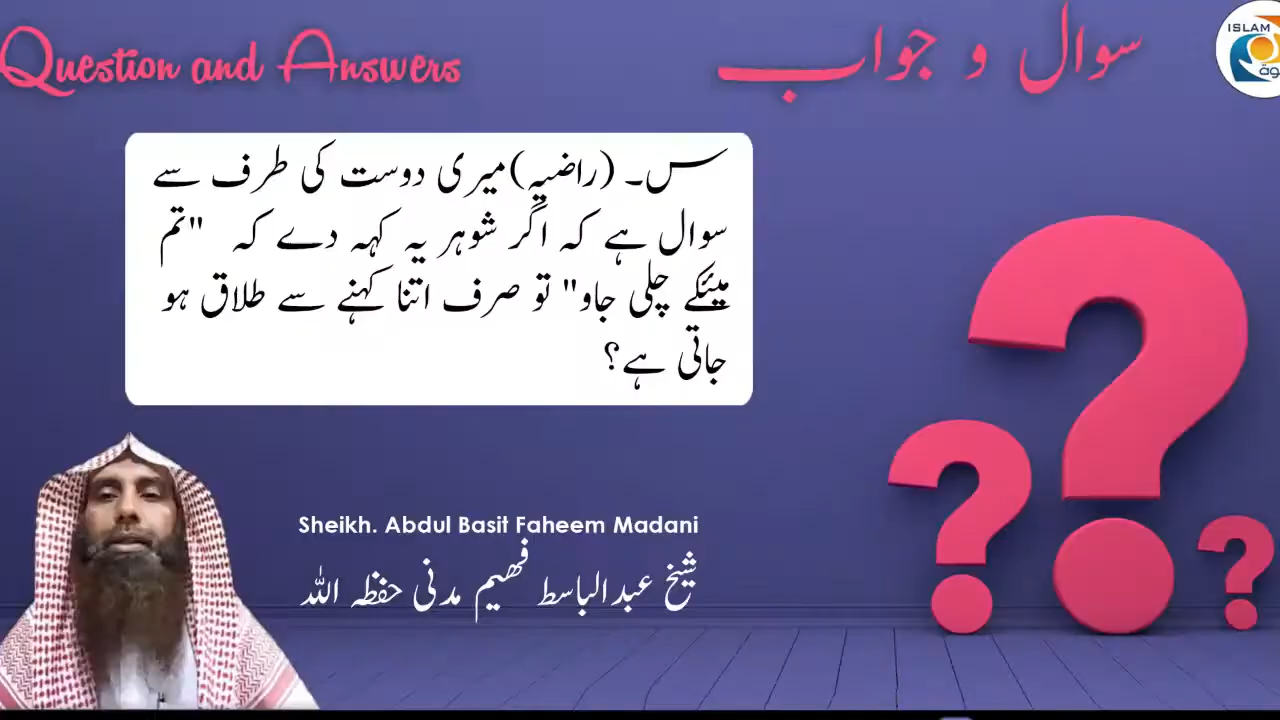 Question and Answers
سوال و جواب
ISLAM
س۔ (راضیہ) میری دوست کی طرف سے
سوال ہے کہ اگر شوہر یہ کہہ دے کہ "تم
میئکے چلی جاو" تو صرف اتنا کہنے سے طلاق ہو
جاتی ہے؟
Sheikh. Abdul Basit Faheem Madani
شیخ عبدالباسط فھیم مدنی حفظہ اللہ